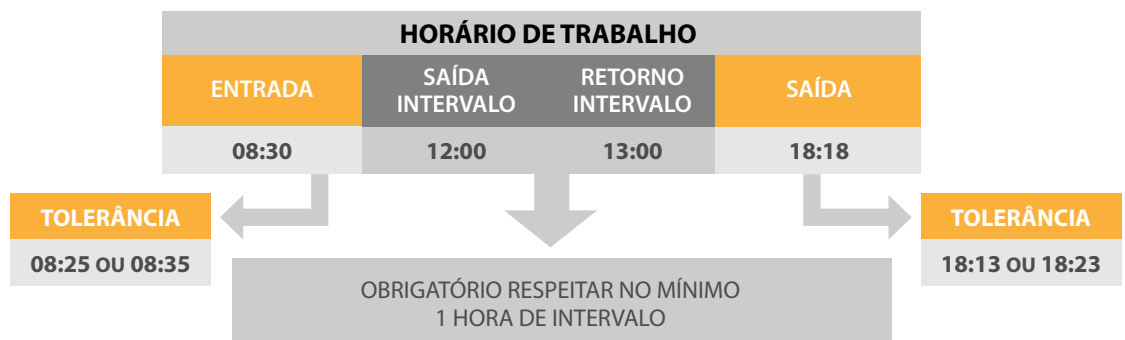 HORÁRIO DE TRABALHO
ENTRADA
SAÍDA
INTERVALO
RETORNO
INTERVALO
SAÍDA
08:30
12:00
13:00
18:18
TOLERÂNCIA
08:25 OU 08:35
TOLERÂNCIA
18:13 OU 18:23
OBRIGATÓRIO RESPEITAR NO MÍNIMO
1 HORA DE INTERVALO